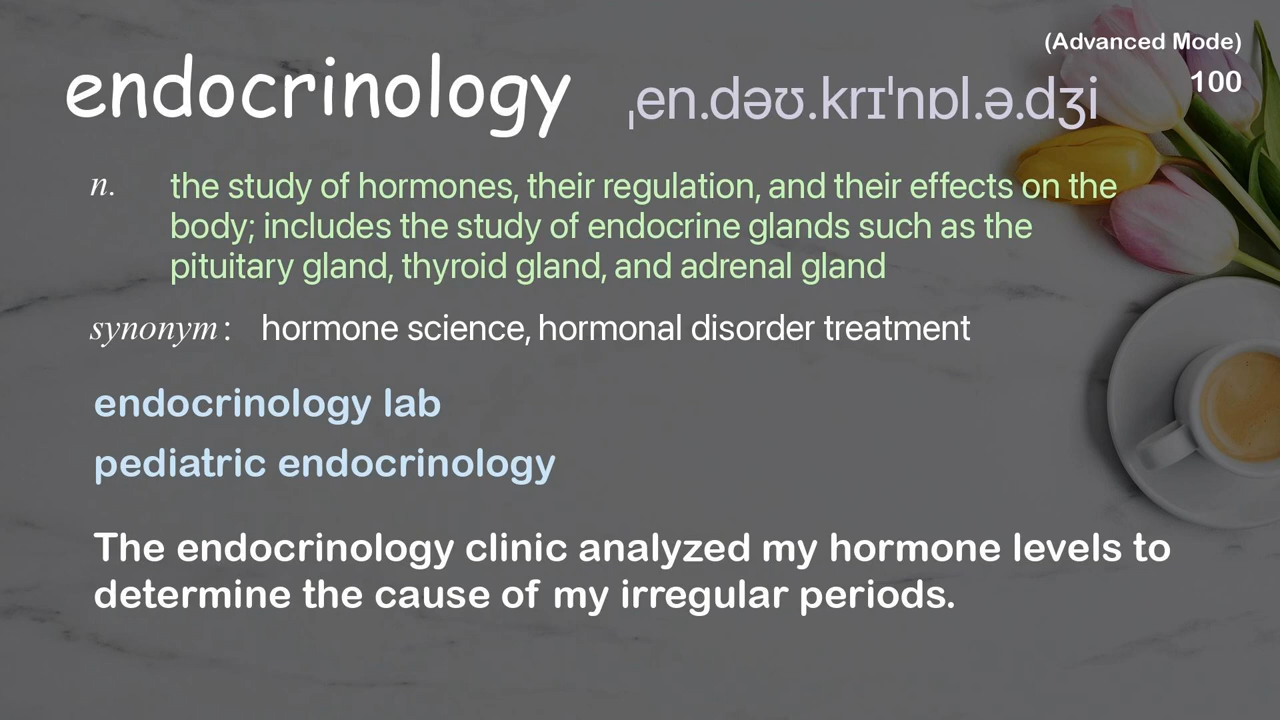 (Advanced Mode)
endocrinology ˌen.dəʊ.krɪˈnɒl.ə.dʒi 100
n. the study of hormones, their regulation, and their effects on the
body; includes the study of endocrine glands such as the
pituitary gland, thyroid gland, and adrenal gland
synonym: hormone science, hormonal disorder treatment
endocrinology lab
pediatric endocrinology
The endocrinology clinic analyzed my hormone levels to
determine the cause of my irregular periods.